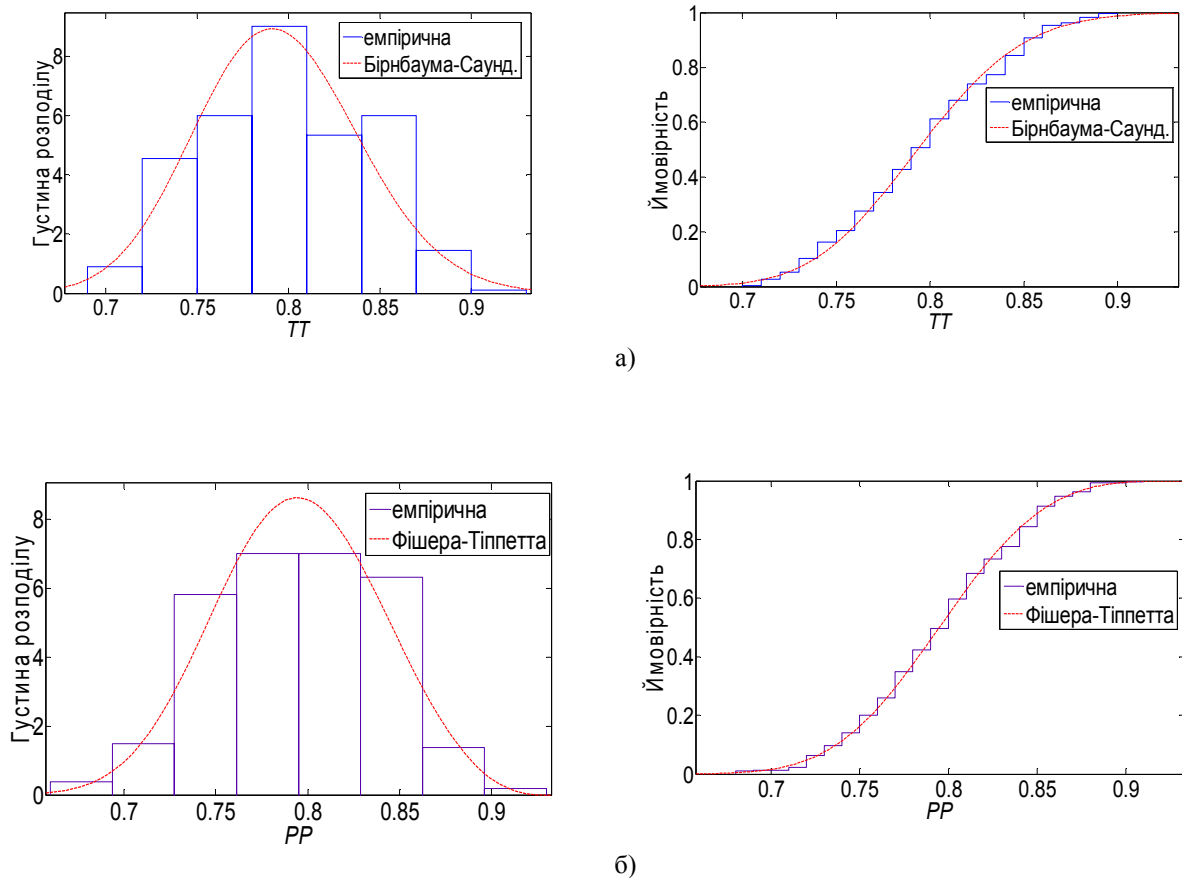 Густина розподілу
8
6
4
2
0
0.7 0.75 0.8 0.85 0.9
TT
емпірична
Бірнбаума-Саунд.
Ймовірність
1
0.8
0.6
0.4
0.2
0
0.7 0.75 0.8 0.85 0.9
TT
емпірична
Бірнбаума-Саунд.
а)
Густина розподілу
8
6
4
2
0
0.7 0.75 0.8 0.85 0.9
PP
емпірична
Фішера-Тіппетта
Ймовірність
1
0.8
0.6
0.4
0.2
0
0.7 0.75 0.8 0.85 0.9
PP
емпірична
Фішера-Тіппетта
б)